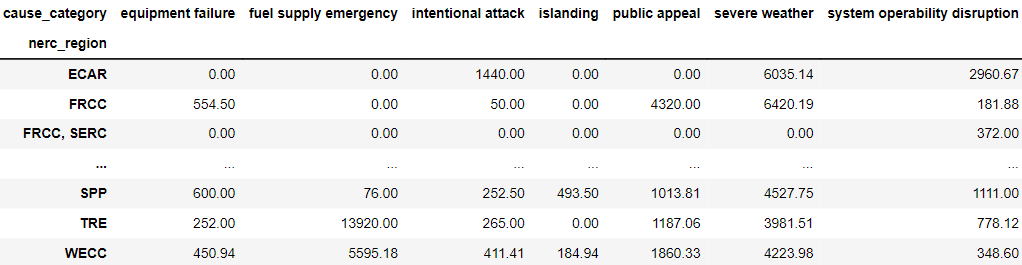 cause_category equipment failure fuel supply emergency intentional attack islanding public appeal severe weather system operability disruption
nerc_region
ECAR 0.00 0.00 1440.00 0.00 0.00 6035.14 2960.67
FRCC 554.50 0.00 50.00 0.00 4320.00 6420.19 181.88
FRCC, SERC 0.00 0.00 0.00 0.00 0.00 0.00 372.00
... ... ... ... ... ... ... ...
SPP 600.00 76.00 252.50 493.50 1013.81 4527.75 1111.00
TRE 252.00 13920.00 265.00 0.00 1187.06 3981.51 778.12
WECC 450.94 5595.18 411.41 184.94 1860.33 4223.98 348.60